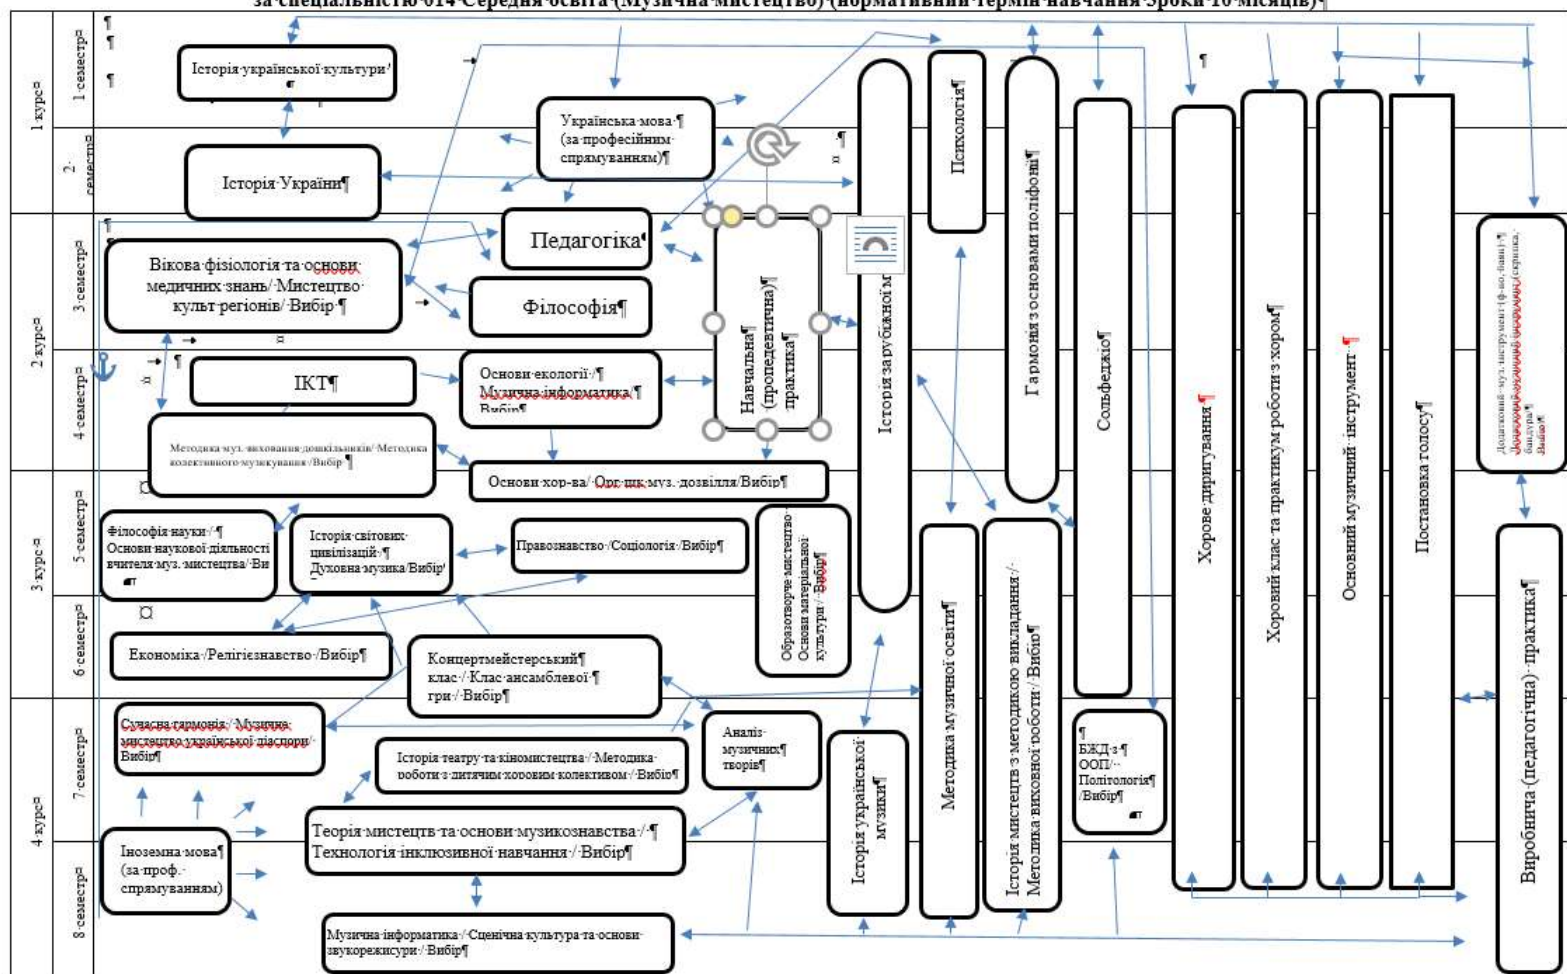 за спеціальністю 014 Середня освіта (Музична мистецтво) (нормативний термін навчання 3роки 10 місяців)¶
1·курс¤
2·курс¤
3·курс¤
4·курс¤
1·семестр¤
2·
семестр¤
3·семестр¤
4·семестр¤
5·семестр¤
6·семестр¤
7·семестр¤
8·семестр¤
Історія·української·культури
Історія·України¶
Українська·мова·¶
(за·професійним·
спрямуванням)¶
Педагогіка
Філософія¶
Вікова·фізіологія·та·основи·
медичних·знань/·Мистецтво·
культ·регіонів/·Вибір·¶
ІКТ¶
Основи·екології·/¶
Музична·інформатика/¶
Вибір¶
Навчальна¶
(пропедевтична)¶
практика¶
Методика·муз.·виховання·дошкільників/·Методика·
колективного·музикування·/Вибір·¶
Основи·хор-ва/·Орг-шк·муз.·дозвілля/Вибір¶
Філософія·науки·/·¶
Основи·наукової·діяльності
вчителя·муз.·мистецтва/·Ви
Історія·світових·
цивілізацій·/¶
Духовна·музика/Вибір
Правознавство·/Соціологія·/Вибір¶
Образотворче·мистецтво·
Основи·матеріальної·
культури·/··Вибір¶
Економіка·/Релігієзнавство·/Вибір¶
Концертмейстерський¶
клас·/·Клас·ансамблевої·¶
гри·/·Вибір¶
Сучасна·гармонія·/·Музичне·
мистецтво·української·діаспори/·
Вибір¶
Історія·театру·та·кіномистецтва·/·Методика·
роботи·з·дитячим·хоровим·колективом·/·Вибір¶
Аналіз·
музичних¶
творів¶
Теорія·мистецтв·та·основи·музикознавства·/·¶
Технологія·інклюзивної·навчання·/·Вибір¶
Іноземна·мова¶
(за·проф.·
спрямуванням)
Музична·інформатика·/·Сценічна·культура·та·основи·
звукорежисури·/·Вибір¶
Історія·зарубіжної·м
Історія·української·
музики¶
Психологія¶
Методика·музичної·освіти¶
Гармонія·з·основами·поліфонії¶
Історія·мистецтв·з·методикою·викладання·/·
Методика·виховної·роботи·/·Вибір¶
Сольфеджіо¶
¶
БЖД·з·¶
ООП/··
Політологія¶
/Вибір¶
Хорове·диригування·¶
Хоровий·клас·та·практикум·роботи·з·хором¶
Основний·музичний·інструмент··¶
Постановка·голосу¶
Додатковий··муз.·інструмент·(ф-но,·баян)··¶
бандура/¶
Вибір¶
Виробнича·(педагогічна)··практика¶